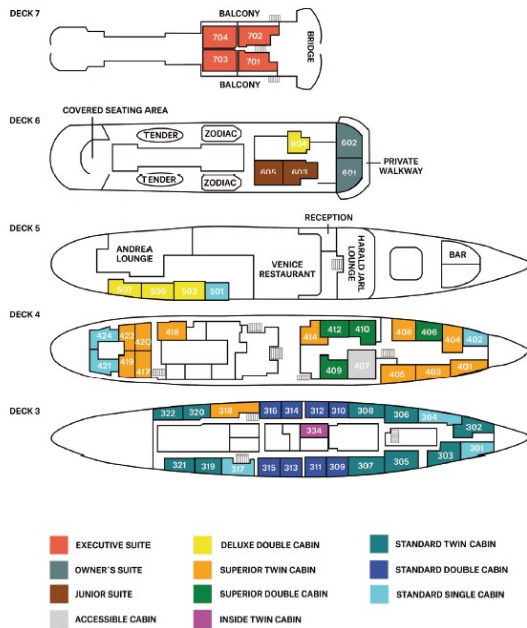 DECK 7
BALCONY
704 702
703 701
BRIDGE
BALCONY
DECK 6
COVERED SEATING AREA
TENDER ZODIAC
604 602
605 603 601
PRIVATE
WALKWAY
TENDER ZODIAC
DECK 5
RECEPTION
ANDREA
LOUNGE
VENICE
RESTAURANT
HARALD JARL
LOUNGE
BAR
507 505 503 501
DECK 4
424 422 420 418 414 412 410 408 406 404 402
421 419 417 409 407 405 403 401
DECK 3
322 320 318 316 314 312 310 308 306 304 302
334
321 319 317 315 313 311 309 307 305 303 301
EXECUTIVE SUITE
OWNER'S SUITE
JUNIOR SUITE
ACCESSIBLE CABIN
DELUXE DOUBLE CABIN
SUPERIOR TWIN CABIN
SUPERIOR DOUBLE CABIN
INSIDE TWIN CABIN
STANDARD TWIN CABIN
STANDARD DOUBLE CABIN
STANDARD SINGLE CABIN